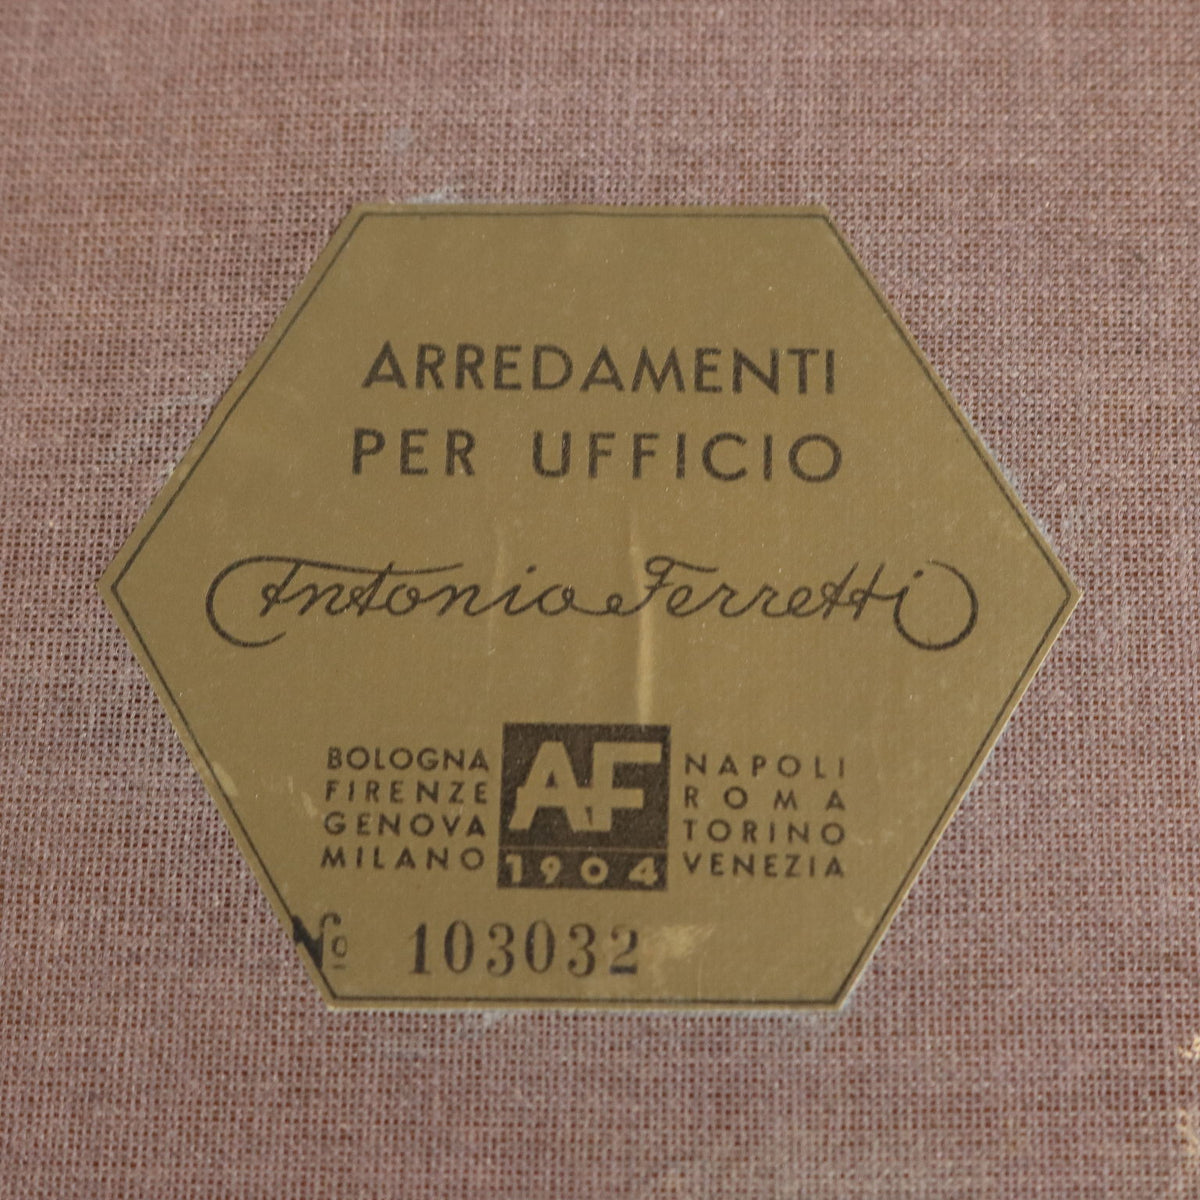 ARREDAMENTI
PER UFFICIO
Antonio Ferretti
BOLOGNA
FIRENZE
GENOVA
MILANO
AF
1904
NAPOLI
ROMA
TORINO
VENEZIA
Nº 103032